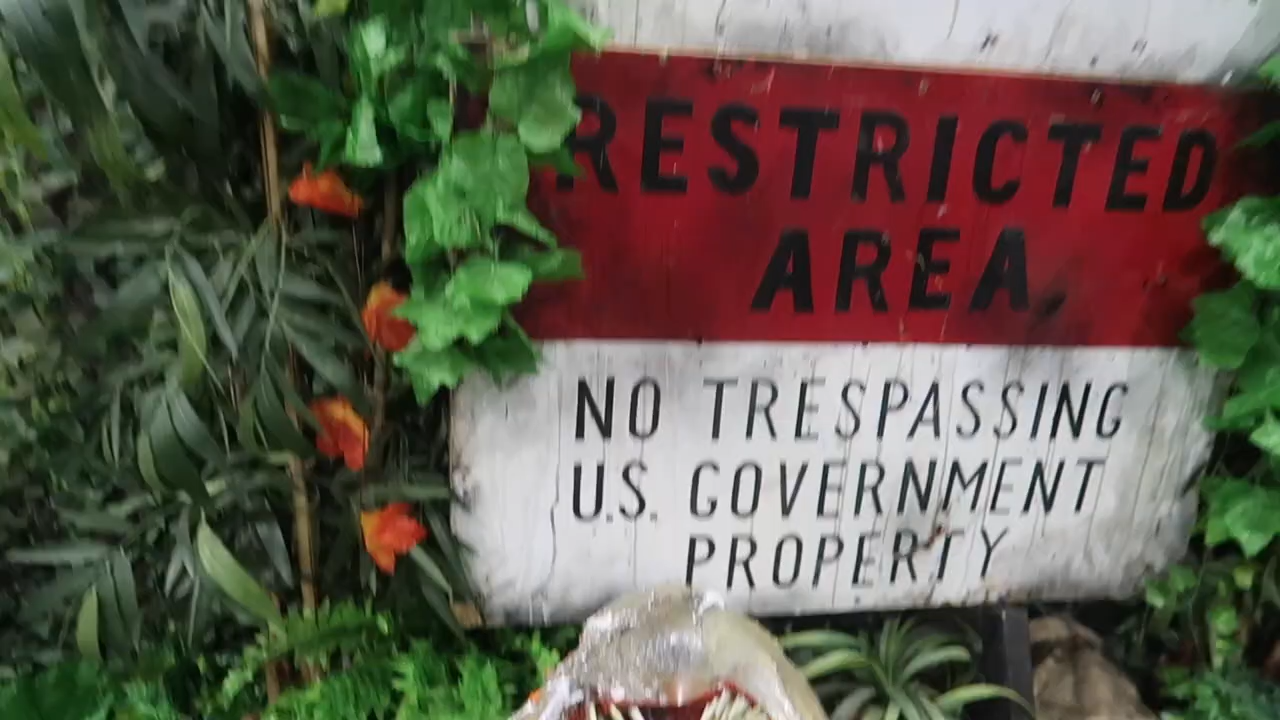 RESTRICTED
AREA
NO TRESPASSING
U.S. GOVERNMENT
PROPERTY